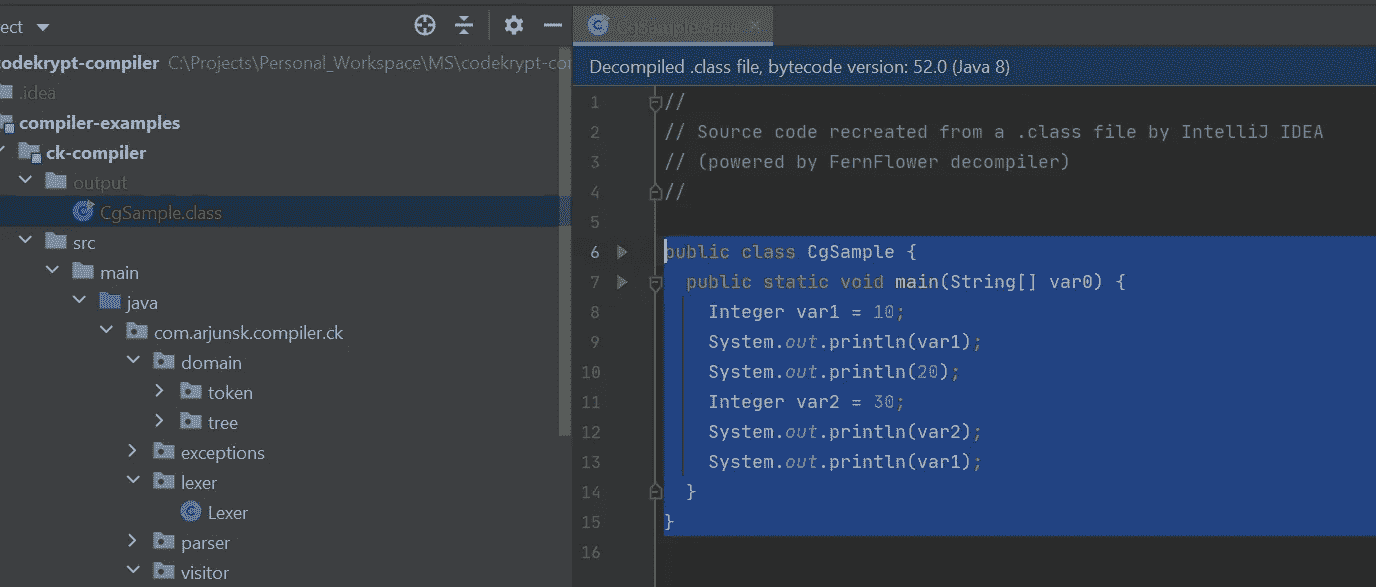 ect
odekrypt-compiler C:\Projects\Personal_Workspace\MS\codekrypt-co
.idea
compiler-examples
ck-compiler
output
CgSample.class
src
main
java
com.arjunsk.compiler.ck
domain
token
tree
exceptions
lexer
Lexer
parser
visitor
CgSample.class
Decompiled .class file, bytecode version: 52.0 (Java 8)
1 //
2 // Source code recreated from a .class file by IntelliJ IDEA
3 // (powered by FernFlower decompiler)
4 //
5
6 public class CgSample {
7 public static void main(String[] var0) {
8 Integer var1 = 10;
9 System.out.println(var1);
10 System.out.println(20);
11 Integer var2 = 30;
12 System.out.println(var2);
13 System.out.println(var1);
14 }
15 }
16